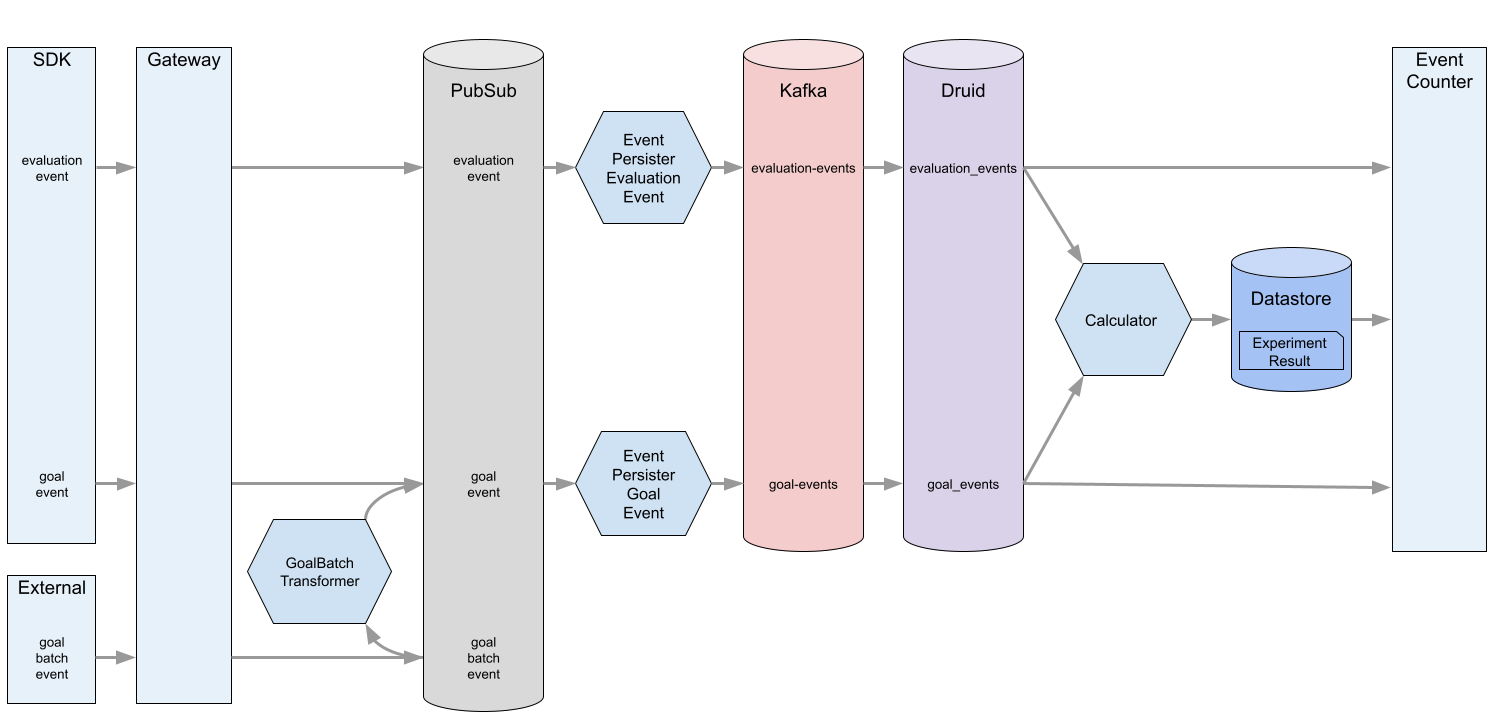 SDK
evaluation
event
goal
event
External
goal
batch
event
Gateway
GoalBatch
Transformer
PubSub
evaluation
event
goal
event
goal
batch
event
Event
Persister
Evaluation
Event
Event
Persister
Goal
Event
Kafka
evaluation-events
goal-events
Druid
evaluation_events
goal_events
Calculator
Datastore
Experiment
Result
Event
Counter